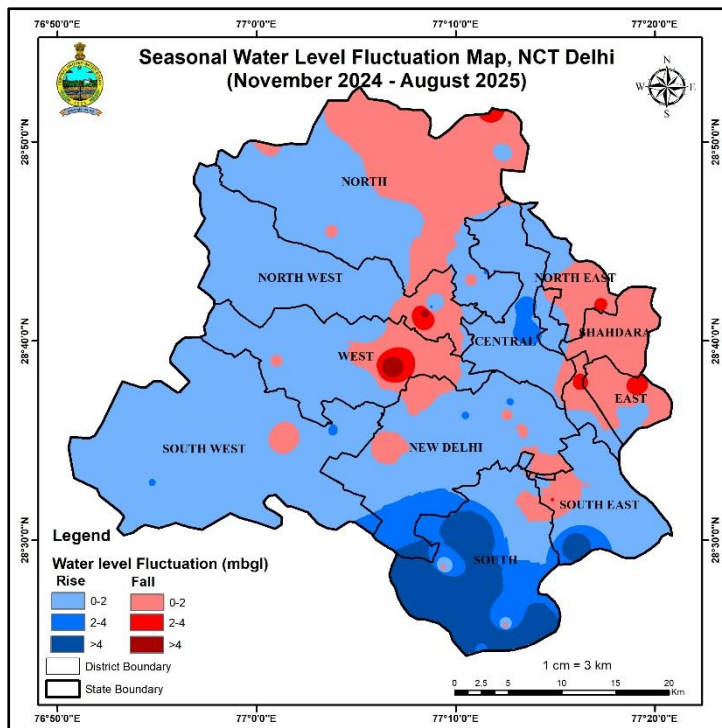 76°50'0"E 77°0'0"E 77°10'0"E 77°20'0"E
Seasonal Water Level Fluctuation Map, NCT Delhi
(November 2024 - August 2025)
N
W E
S
28°50'0"N 28°50'0"N
NORTH
NORTH WEST
NORTH EAST
SHAHDARA
28°40'0"N 28°40'0"N
CENTRAL
WEST
EAST
SOUTH WEST
NEW DELHI
SOUTH EAST
28°30'0"N 28°30'0"N
SOUTH
Legend
Water level Fluctuation (mbgl)
Rise Fall
0-2 0-2
2-4 2-4
>4 >4
District Boundary
State Boundary
1 cm = 3 km
0 2.5 5 10 15 20
Km
76°50'0"E 77°0'0"E 77°10'0"E 77°20'0"E